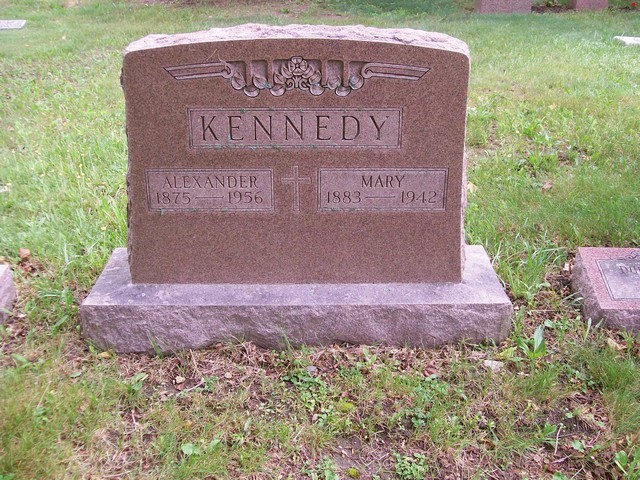 KENNEDY
ALEXANDER
1875 — 1956
MARY
1883 — 1942